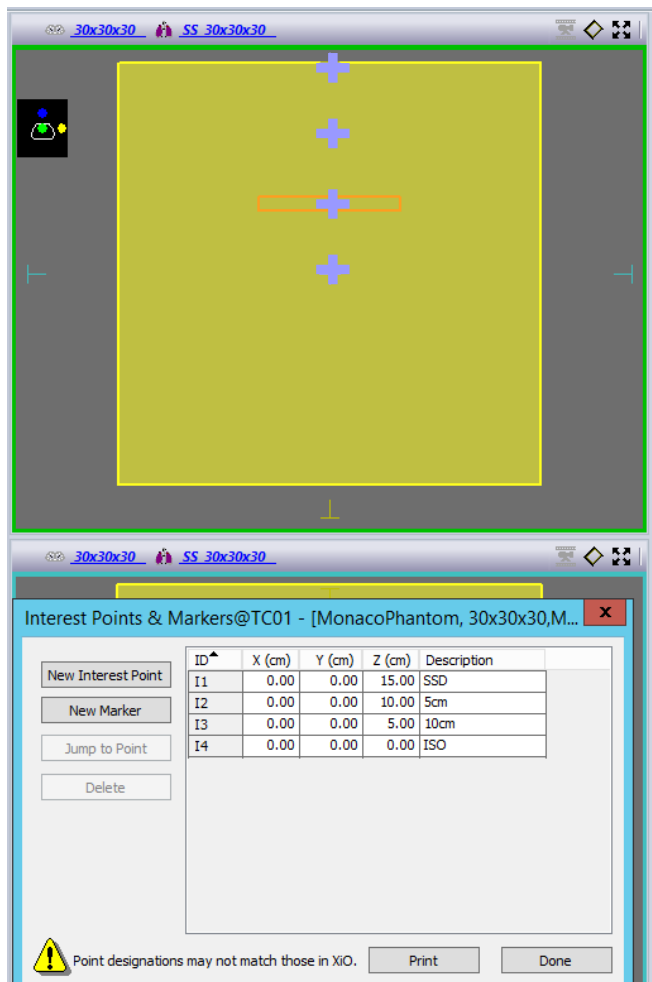 30x30x30 SS 30x30x30
30x30x30 SS 30x30x30
Interest Points & Markers@TC01 - [MonacoPhantom, 30x30x30,M... x
New Interest Point
New Marker
Jump to Point
Delete
ID X (cm) Y (cm) Z (cm) Description
I1 0.00 0.00 15.00 SSD
I2 0.00 0.00 10.00 5cm
I3 0.00 0.00 5.00 10cm
I4 0.00 0.00 0.00 ISO
Point designations may not match those in XiO. Print Done